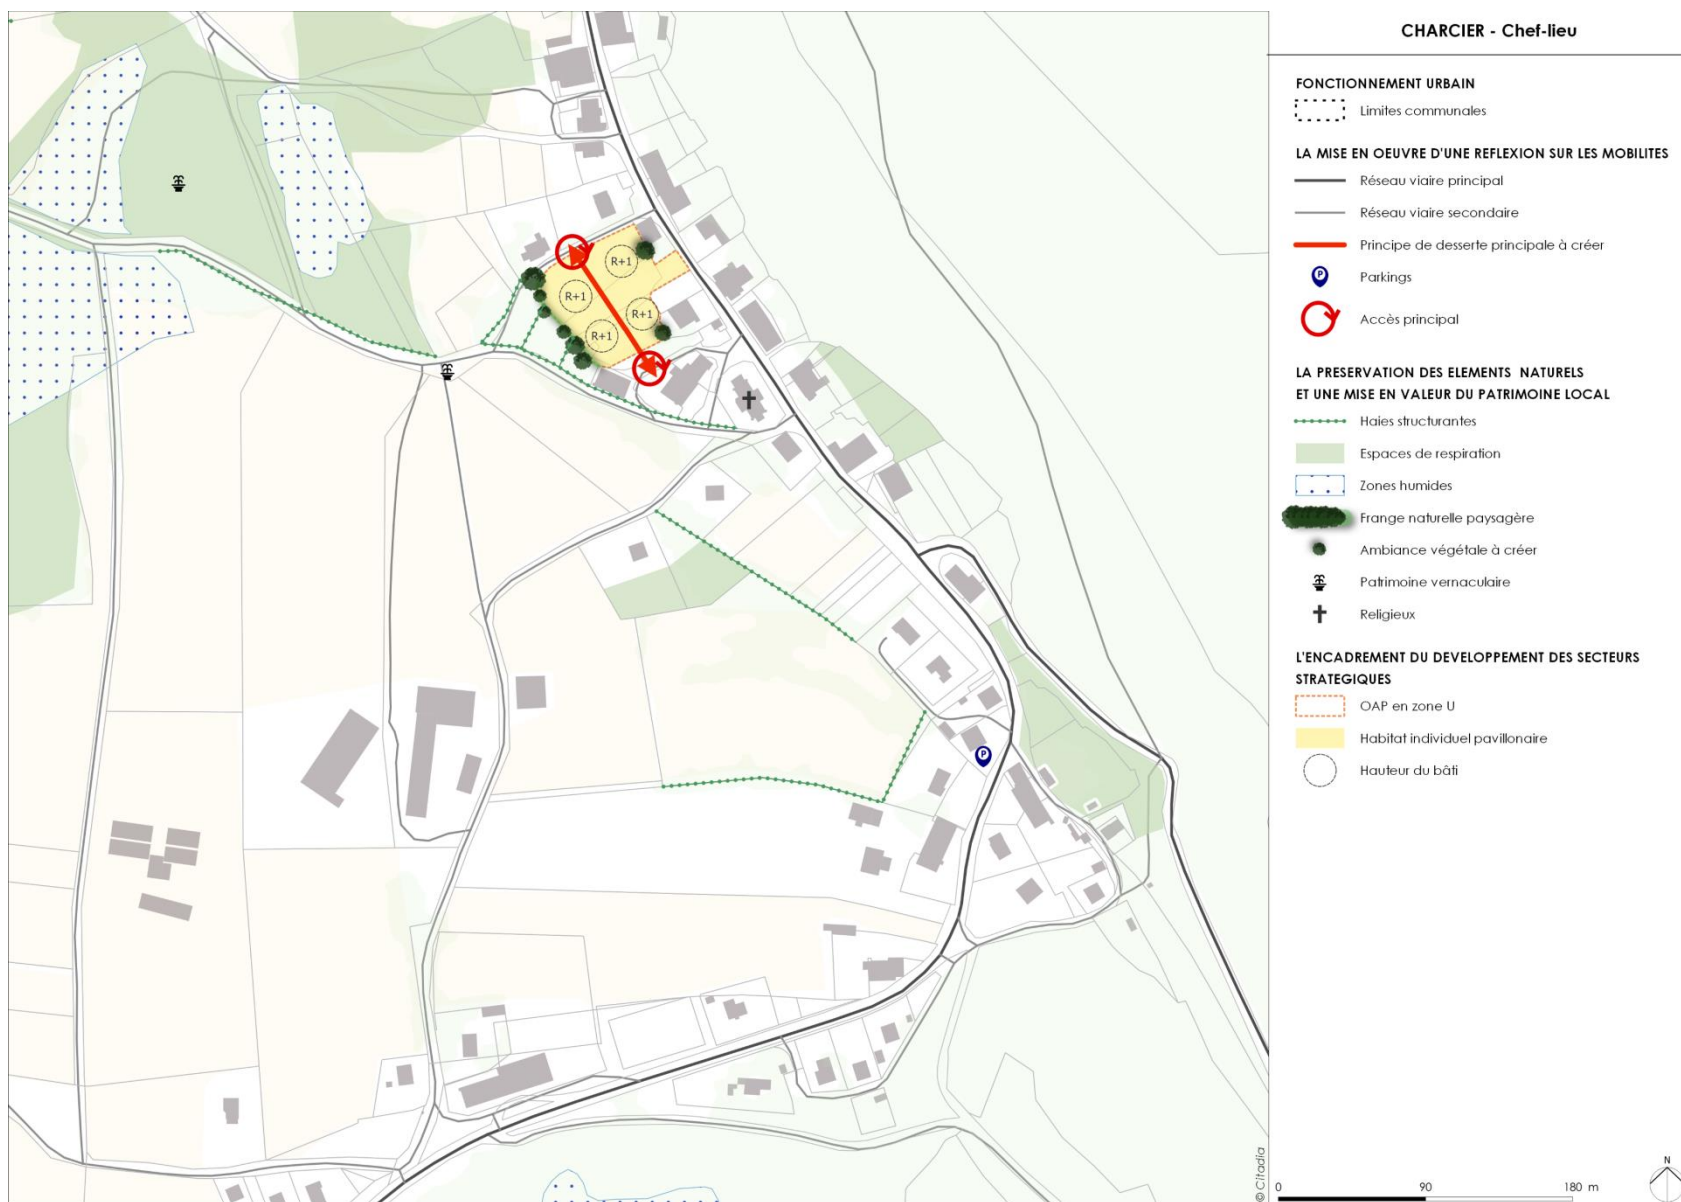 CHARCIER - Chef-lieu
FONCTIONNEMENT URBAIN
Limites communales
LA MISE EN OEUVRE D'UNE REFLEXION SUR LES MOBILITES
Réseau viaire principal
Réseau viaire secondaire
Principe de desserte principale à créer
P
Parkings
Accès principal
LA PRESERVATION DES ELEMENTS NATURELS
ET UNE MISE EN VALEUR DU PATRIMOINE LOCAL
Haies structurantes
Espaces de respiration
Zones humides
Frange naturelle paysagère
Ambiance végétale à créer
Patrimoine vernaculaire
Religieux
L'ENCADREMENT DU DEVELOPPEMENT DES SECTEURS
STRATEGIQUES
OAP en zone U
Habitat individuel pavillonaire
Hauteur du bâti
R+1
R+1
R+1
R+1
P
© Citadia
N
0 90 180 m